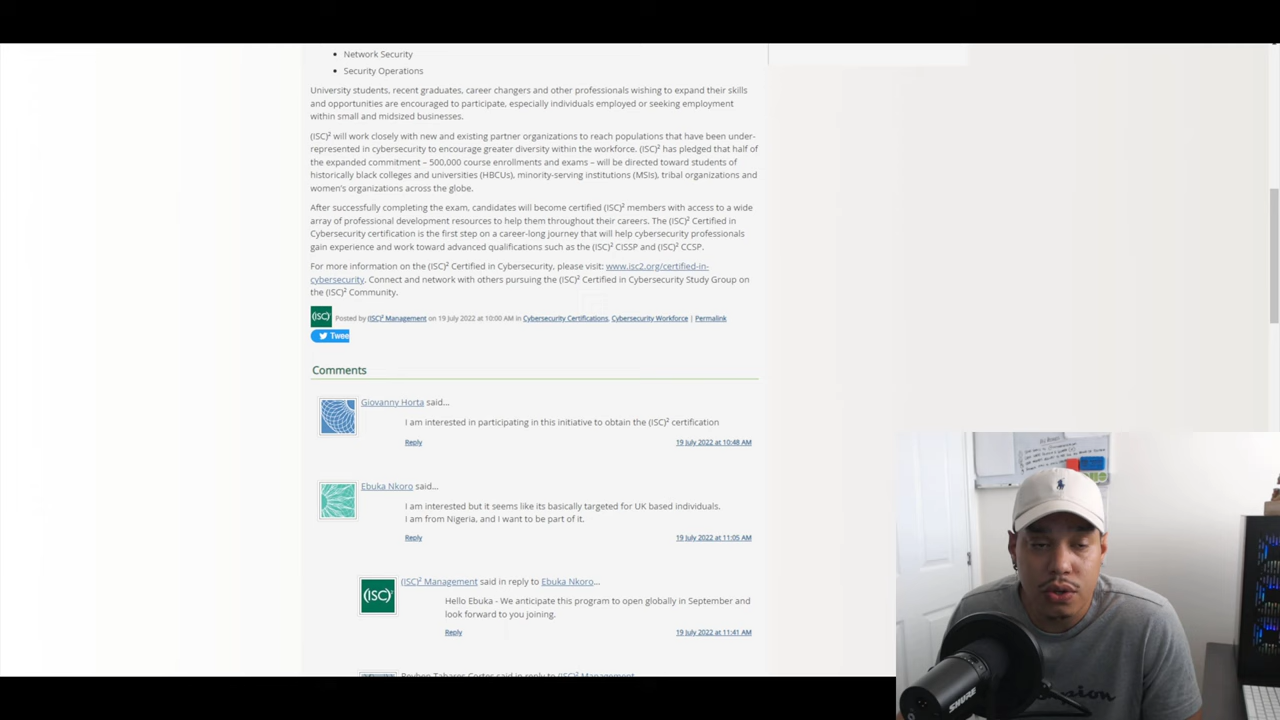 Network Security
Security Operations
University students, recent graduates, career changers and other professionals wishing to expand their skills
and opportunities are encouraged to participate, especially individuals employed or seeking employment
within small and midsized businesses.
(ISC)² will work closely with new and existing partner organizations to reach populations that have been under-
represented in cybersecurity to encourage greater diversity within the workforce. (ISC)² has pledged that half of
the expanded commitment – 500,000 course enrollments and exams – will be directed toward students of
historically black colleges and universities (HBCUs), minority-serving institutions (MSIs), tribal organizations and
women's organizations across the globe.
After successfully completing the exam, candidates will become certified (ISC)² members with access to a wide
array of professional development resources to help them throughout their careers. The (ISC)² Certified in
Cybersecurity certification is the first step on a career-long journey that will help cybersecurity professionals
gain experience and work toward advanced qualifications such as the (ISC)² CISSP and (ISC)² CCSP.
For more information on the (ISC)² Certified in Cybersecurity, please visit: www.isc2.org/certified-in-
cybersecurity. Connect and network with others pursuing the (ISC)² Certified in Cybersecurity Study Group on
the (ISC)² Community.
(ISC)² Posted by (ISC)² Management on 19 July 2022 at 10:00 AM in Cybersecurity Certifications, Cybersecurity Workforce | Permalink
Twee
Comments
Giovanny Horta said...
I am interested in participating in this initiative to obtain the (ISC)² certification
Reply 19 July 2022 at 10:48 AM
Ebuka Nkoro said...
I am interested but it seems like its basically targeted for UK based individuals.
I am from Nigeria, and I want to be part of it.
Reply 19 July 2022 at 11:05 AM
(ISC)² Management said in reply to Ebuka Nkoro...
(ISC)²
Hello Ebuka - We anticipate this program to open globally in September and
look forward to you joining.
Reply 19 July 2022 at 11:41 AM
said in reply to (ISC)² Management
SHURE